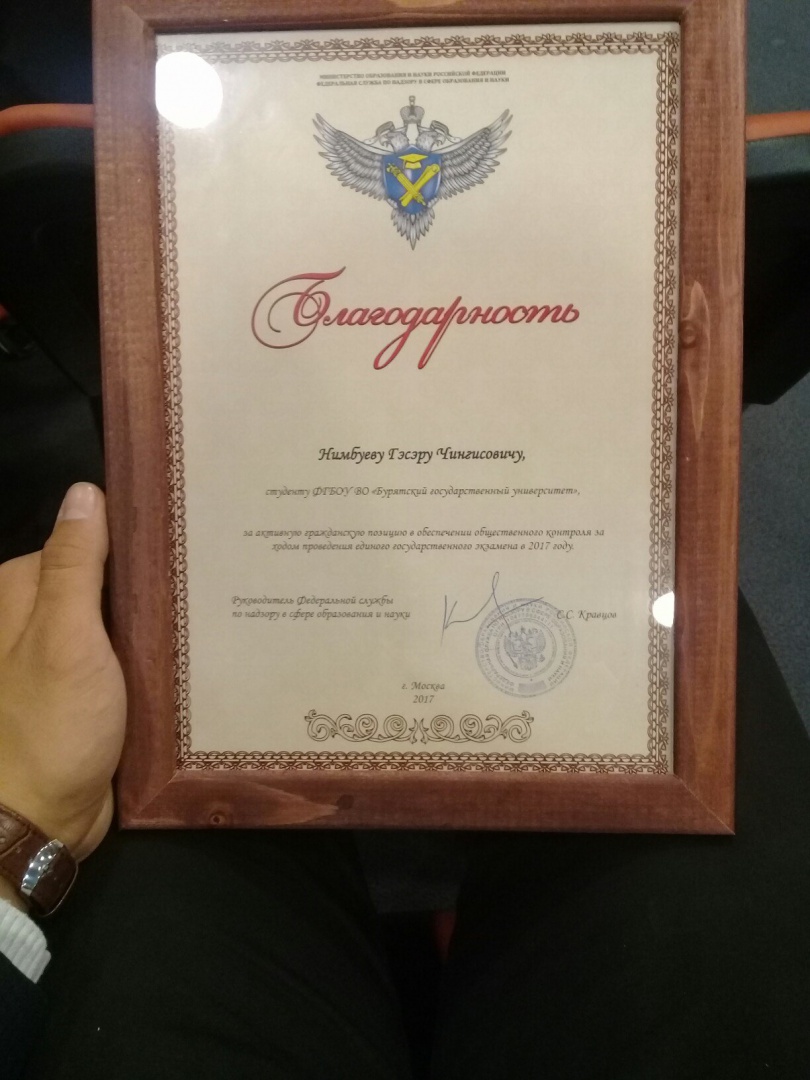 МИНИСТЕРСТВО ОБРАЗОВАНИЯ И НАУКИ РОССИЙСКОЙ ФЕДЕРАЦИИ
ФЕДЕРАЛЬНАЯ СЛУЖБА ПО НАДЗОРУ В СФЕРЕ ОБРАЗОВАНИЯ И НАУКИ
Благодарность
Нимбуеву Гэсэру Чингисовичу,
студенту ФГБОУ ВО «Бурятский государственный университет»,
за активную гражданскую позицию в обеспечении общественного контроля за
ходом проведения единого государственного экзамена в 2017 году.
Руководитель Федеральной службы
по надзору в сфере образования и науки С.С. Кравцов
г. Москва
2017